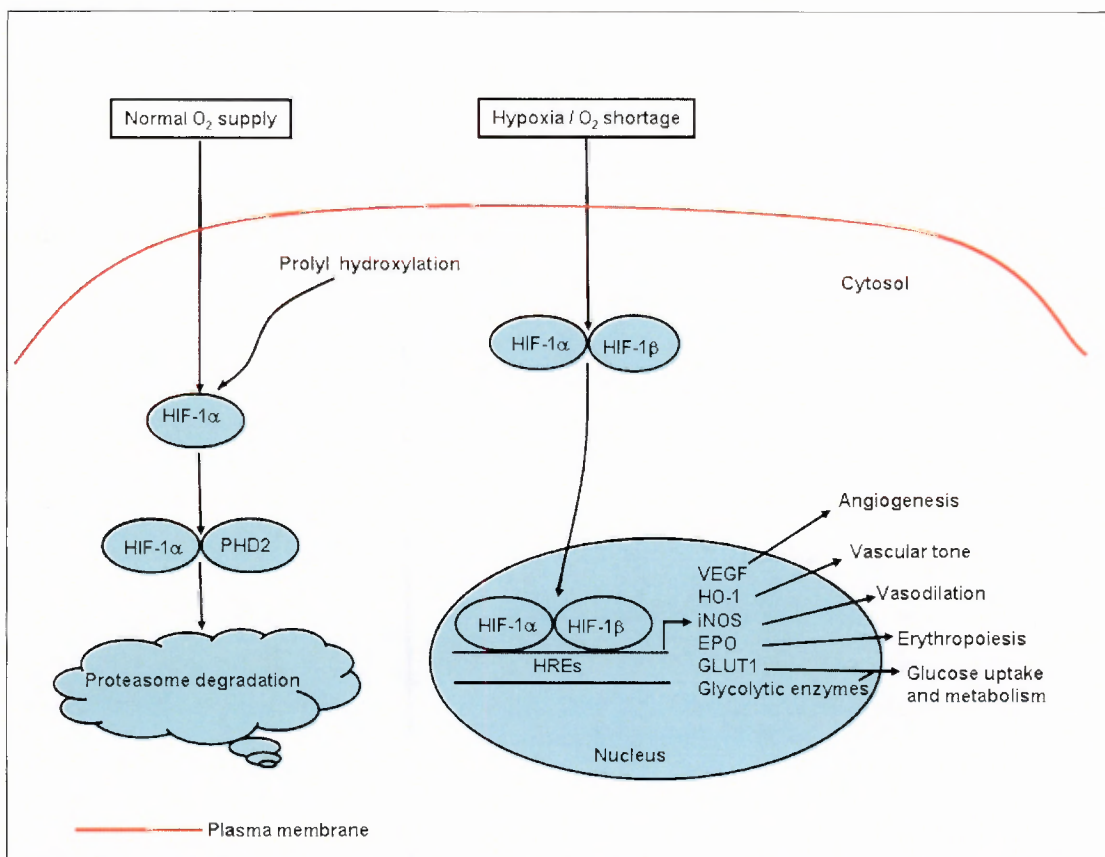 Normal O₂ supply
Hypoxia / O₂ shortage
Prolyl hydroxylation
Cytosol
HIF-1α
HIF-1β
HIF-1α
HIF-1α
PHD2
Proteasome degradation
HIF-1α
HIF-1β
HREs
VEGF
HO-1
iNOS
EPO
GLUT1
Glycolytic enzymes
Nucleus
Angiogenesis
Vascular tone
Vasodilation
Erythropoiesis
Glucose uptake
and metabolism
Plasma membrane